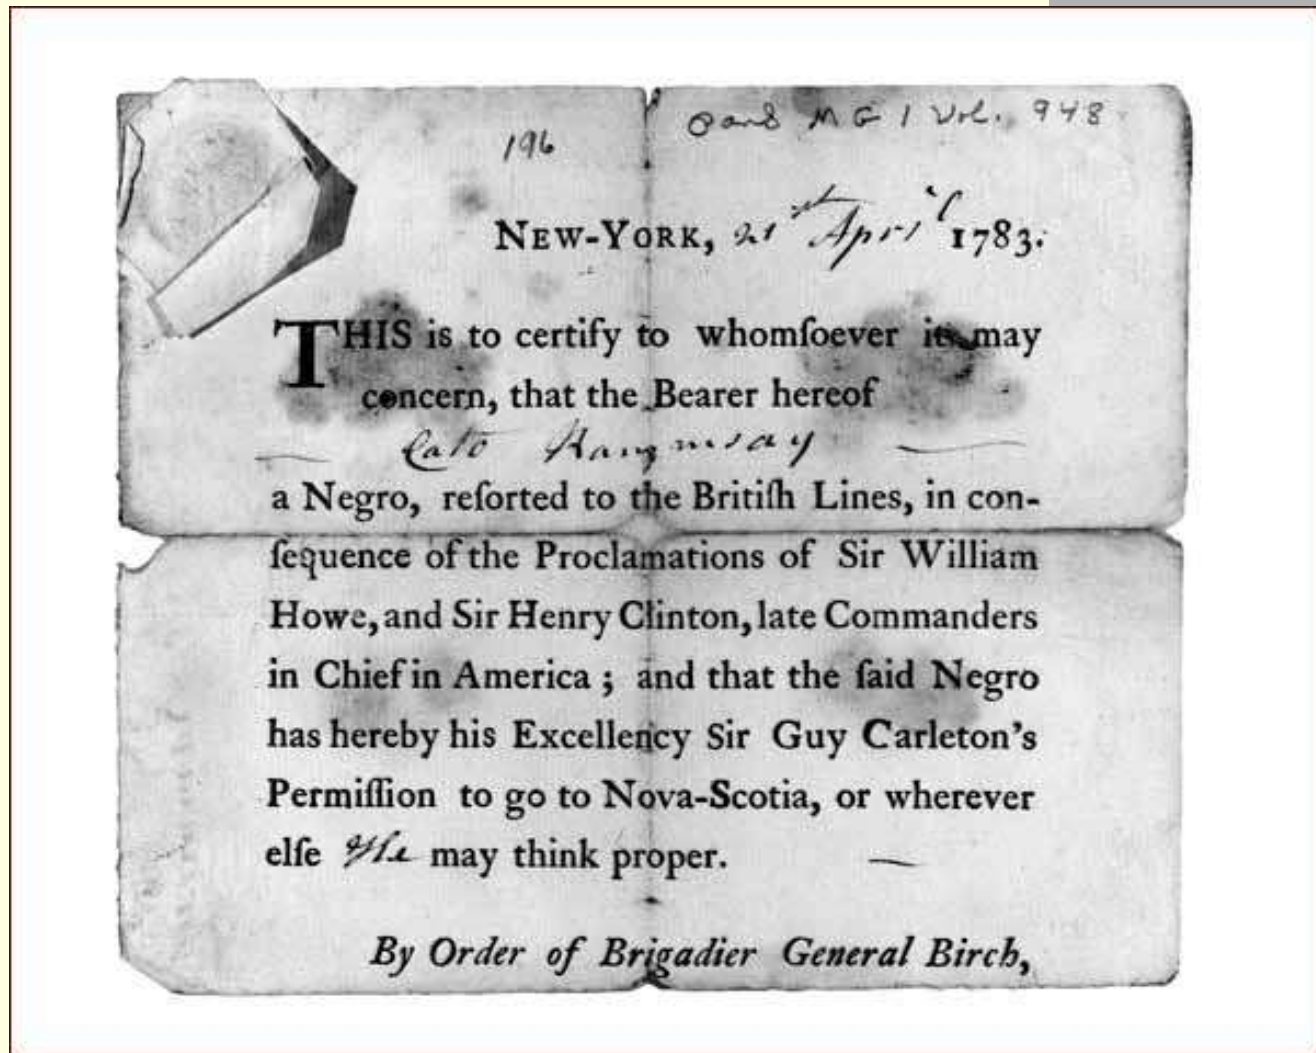 196
MG 1 Vol. 948
NEW-YORK, 21st April 1783.
THIS is to certify to whomſoever it may
concern, that the Bearer hereof
Cato
a Negro, reſorted to the Britiſh Lines, in con-
ſequence of the Proclamations of Sir William
Howe, and Sir Henry Clinton, late Commanders
in Chief in America ; and that the ſaid Negro
has hereby his Excellency Sir Guy Carleton's
Permiſſion to go to Nova-Scotia, or wherever
elſe He may think proper.
By Order of Brigadier General Birch,